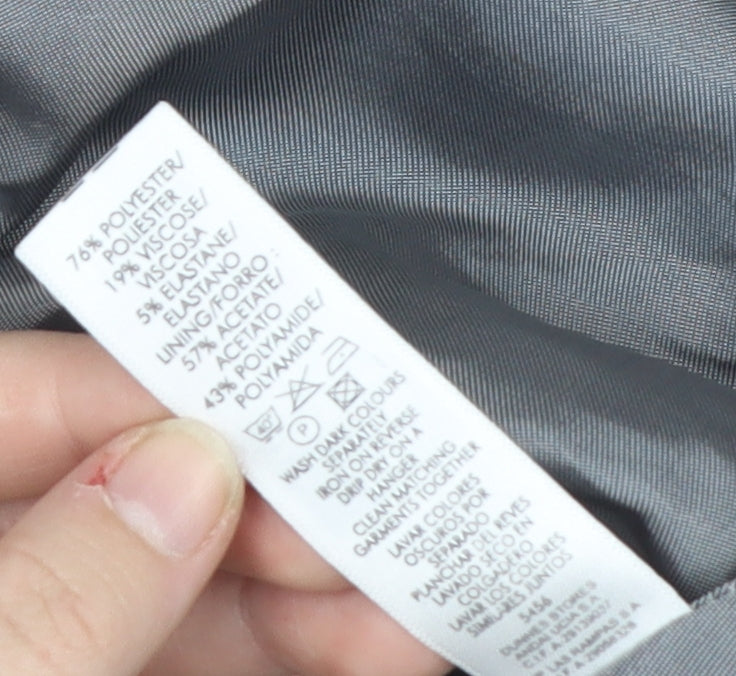 76% POLYESTER/
POLIESTER
19% VISCOSE/
VISCOSA
5% ELASTANE/
ELASTANO
LINING/FORRO:
57% ACETATE/
ACETATO
43% POLYAMIDE/
POLYAMIDA
40°
P
WASH DARK COLOURS
SEPARATELY
IRON ON REVERSE
DRIP DRY ON A
HANGER
CLEAN MATCHING
GARMENTS TOGETHER
LAVAR COLORES
OSCUROS POR
SEPARADO
PLANCHAR DEL REVES
LAVADO SECO EN
COLGADERO
LAVAR LOS COLORES
SIMILARES JUNTOS
5456
DUNNES STORES
LAS RAMPAS S A